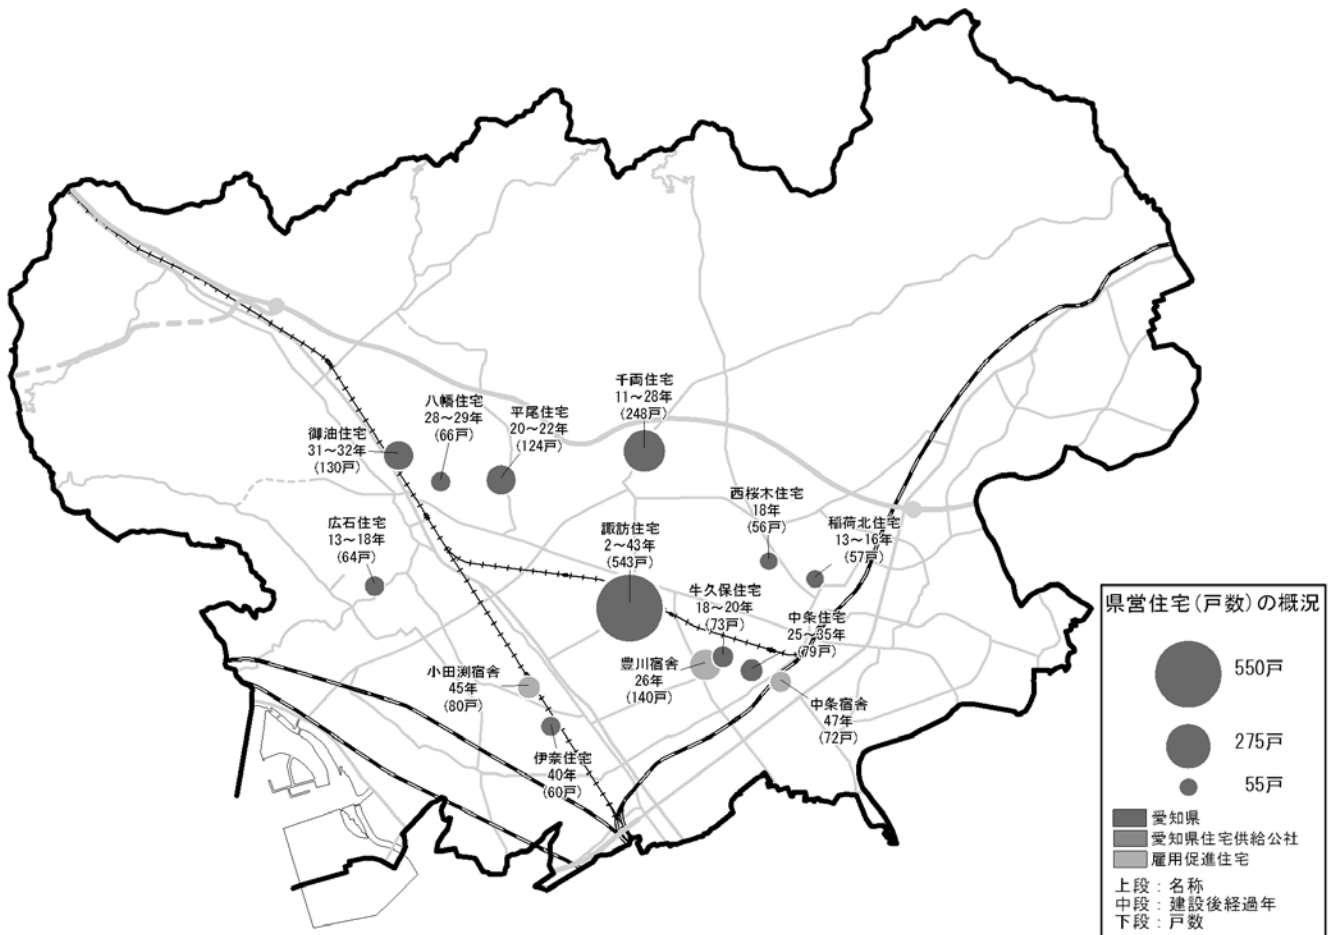 千両住宅
11～28年
(248戸)
八幡住宅
28～29年
(66戸)
平尾住宅
20～22年
(124戸)
御油住宅
31～32年
(130戸)
西桜木住宅
18年
(56戸)
稲荷北住宅
13～16年
(57戸)
広石住宅
13～18年
(64戸)
諏訪住宅
2～43年
(543戸)
牛久保住宅
18～20年
(73戸)
中条住宅
25～35年
(79戸)
豊川宿舎
26年
(140戸)
小田渕宿舎
45年
(80戸)
中条宿舎
47年
(72戸)
伊奈住宅
40年
(60戸)
県営住宅(戸数)の概況
550戸
275戸
55戸
愛知県
愛知県住宅供給公社
雇用促進住宅
上段：名称
中段：建設後経過年
下段：戸数